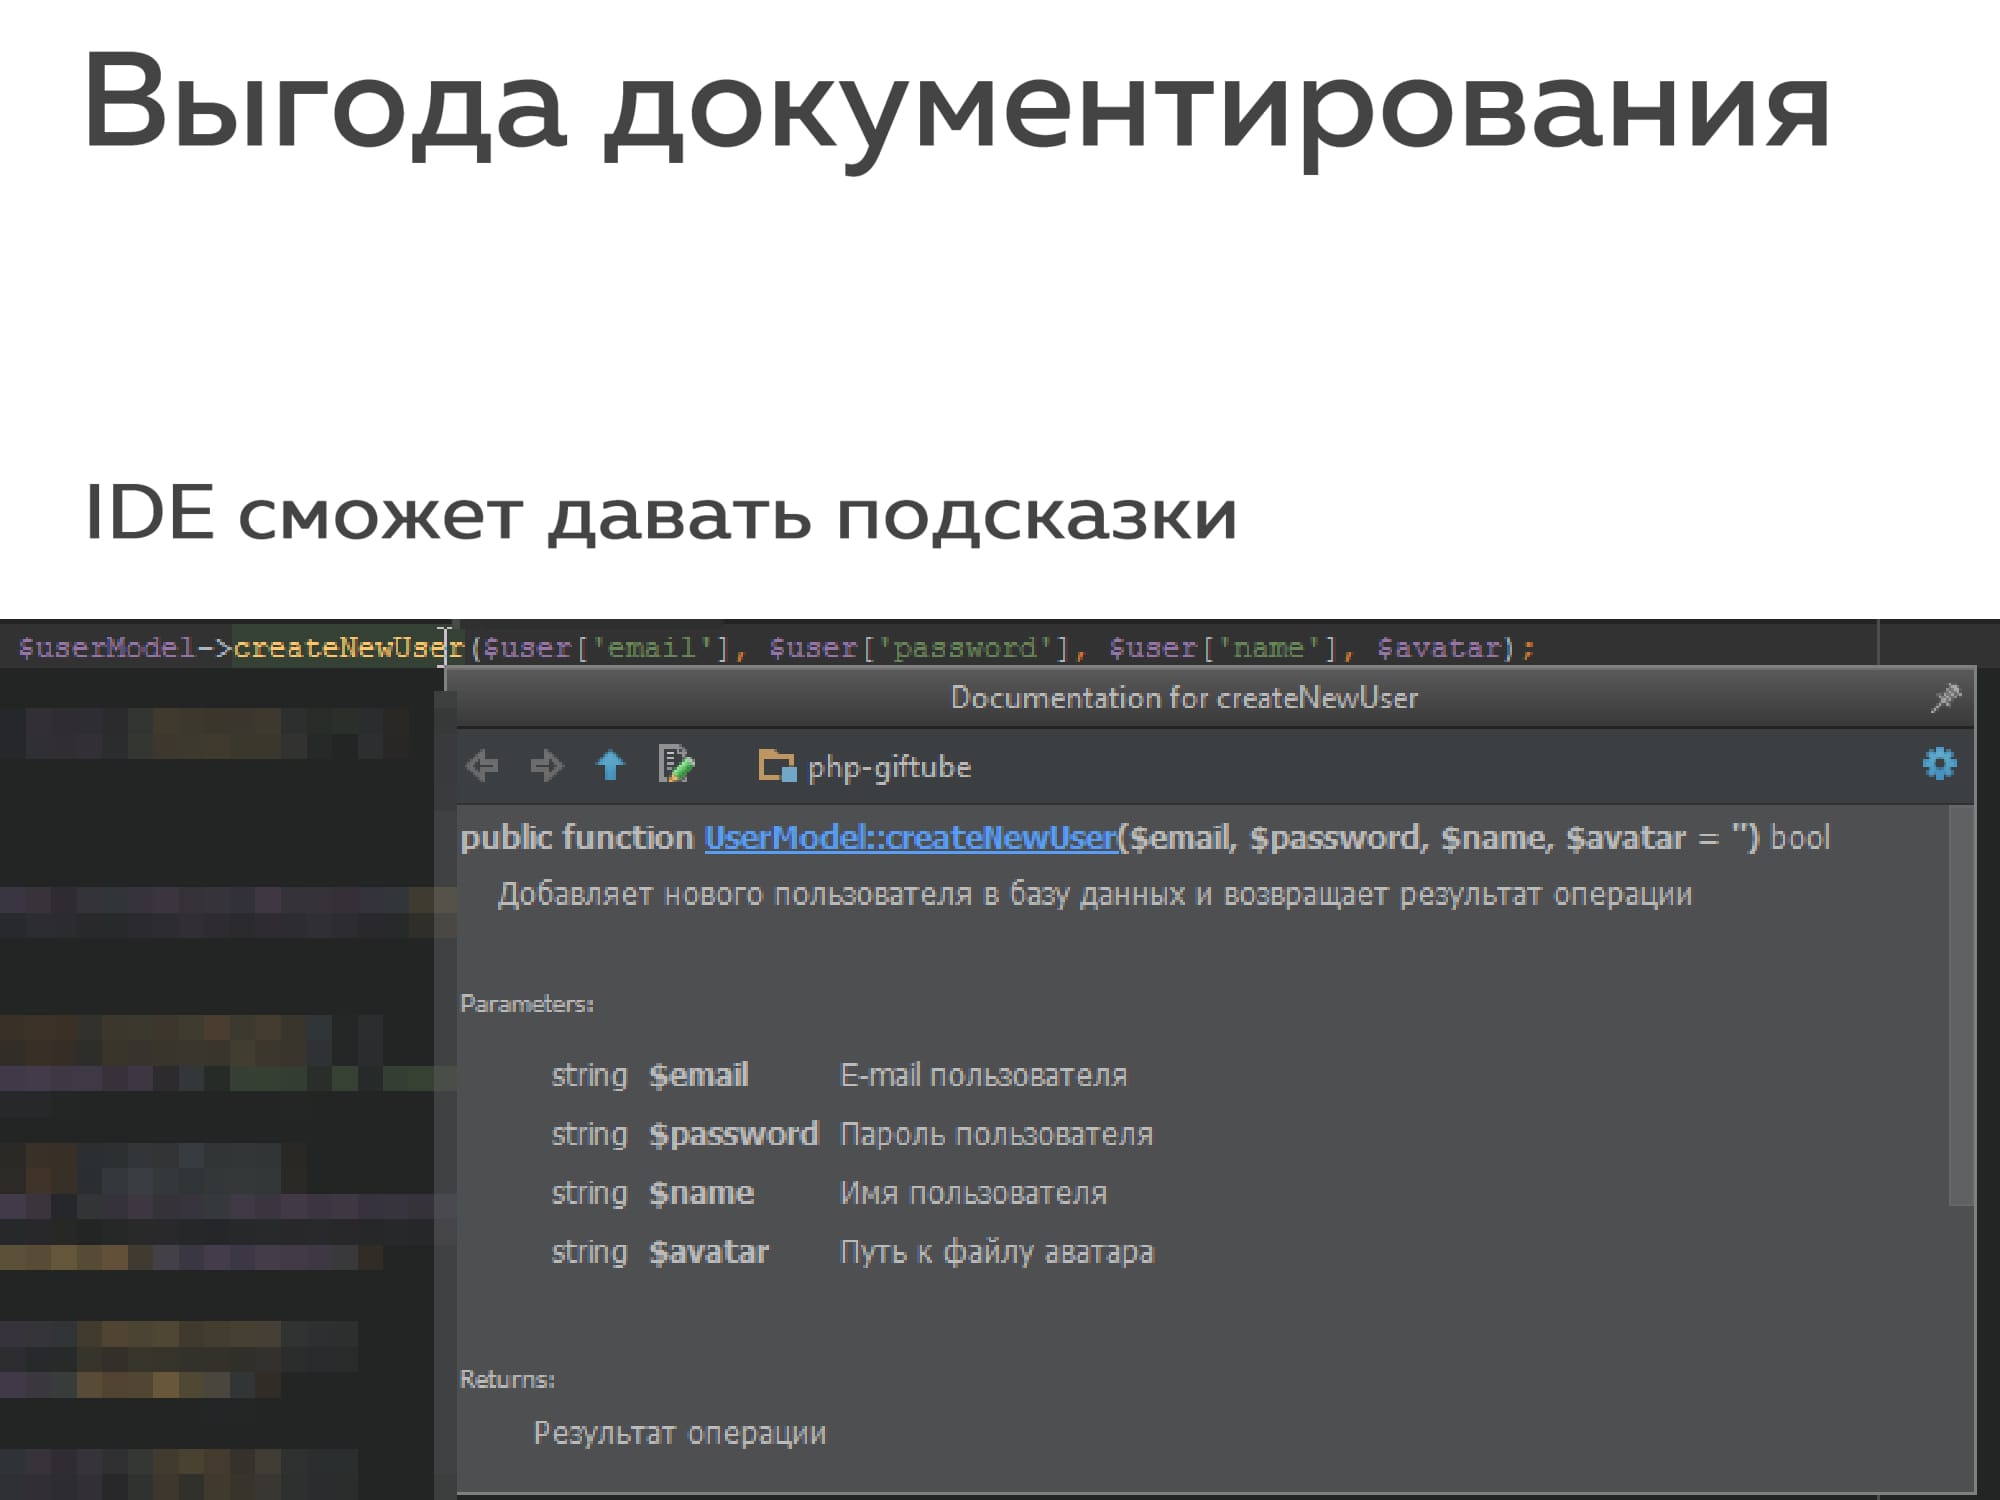 Выгода документирования
IDE сможет давать подсказки
$userModel->createNewUser($user['email'], $user['password'], $user['name'], $avatar);
Documentation for createNewUser
php-giftube
public function UserModel::createNewUser($email, $password, $name, $avatar = '') bool
Добавляет нового пользователя в базу данных и возвращает результат операции
Parameters:
string $email E-mail пользователя
string $password Пароль пользователя
string $name Имя пользователя
string $avatar Путь к файлу аватара
Returns:
Результат операции